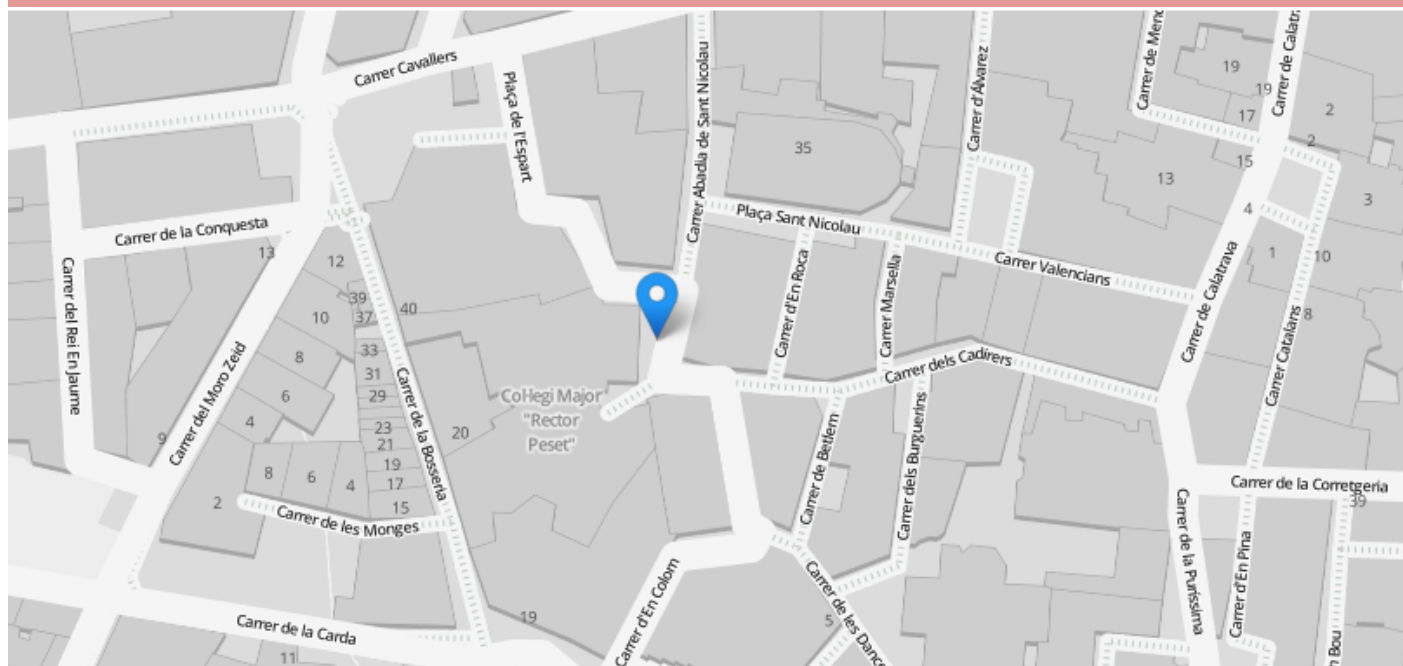 Carrer Cavallers
Plaça de l'Espart
Carrer Abadia de Sant Nicolau
Carrer d'Álvarez
Carrer de Calatrava
19
19
17
2
2
15
35
13
3
4
Plaça Sant Nicolau
Carrer de la Conquesta
13
12
Carrer Valencians
1
10
39
40
37
10
8
Carrer del Rei En Jaume
Carrer d'En Roca
Carrer Marsella
Carrer de Calatrava
Carrer Catalans
33
8
31
Carrer dels Cadirers
6
29
Col·legi Major
"Rector
Peset"
Carrer del Moro Zeid
Carrer de la Bosseria
4
23
20
21
9
19
8
6
4
17
2
15
Carrer de Betlem
Carrer dels Burguerins
Carrer de la Corretgeria
39
Carrer de les Monges
Carrer de la Puríssima
Carrer d'En Pina
Carrer d'En Colom
Carrer de les Danc
19
5
Carrer de la Carda
11
Bou